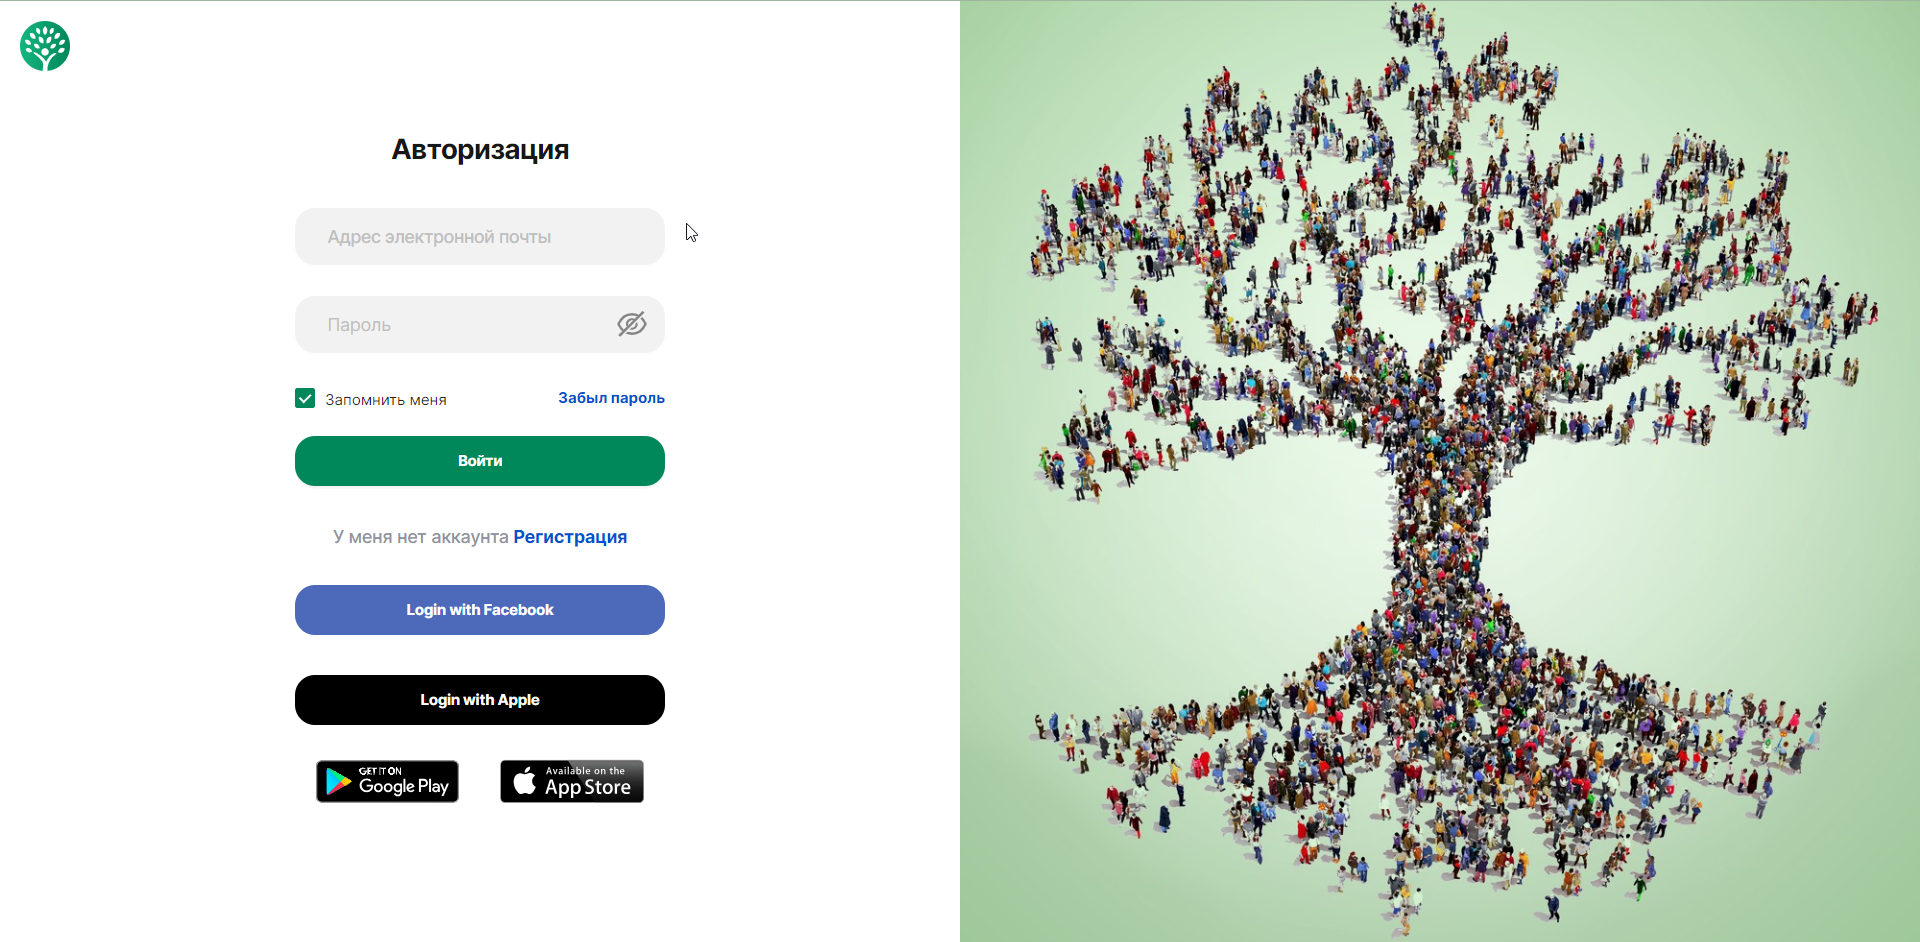 Авторизация
Адрес электронной почты
Пароль
Запомнить меня
Забыл пароль
Войти
У меня нет аккаунта Регистрация
Login with Facebook
Login with Apple
GET IT ON
Google Play
Available on the
App Store